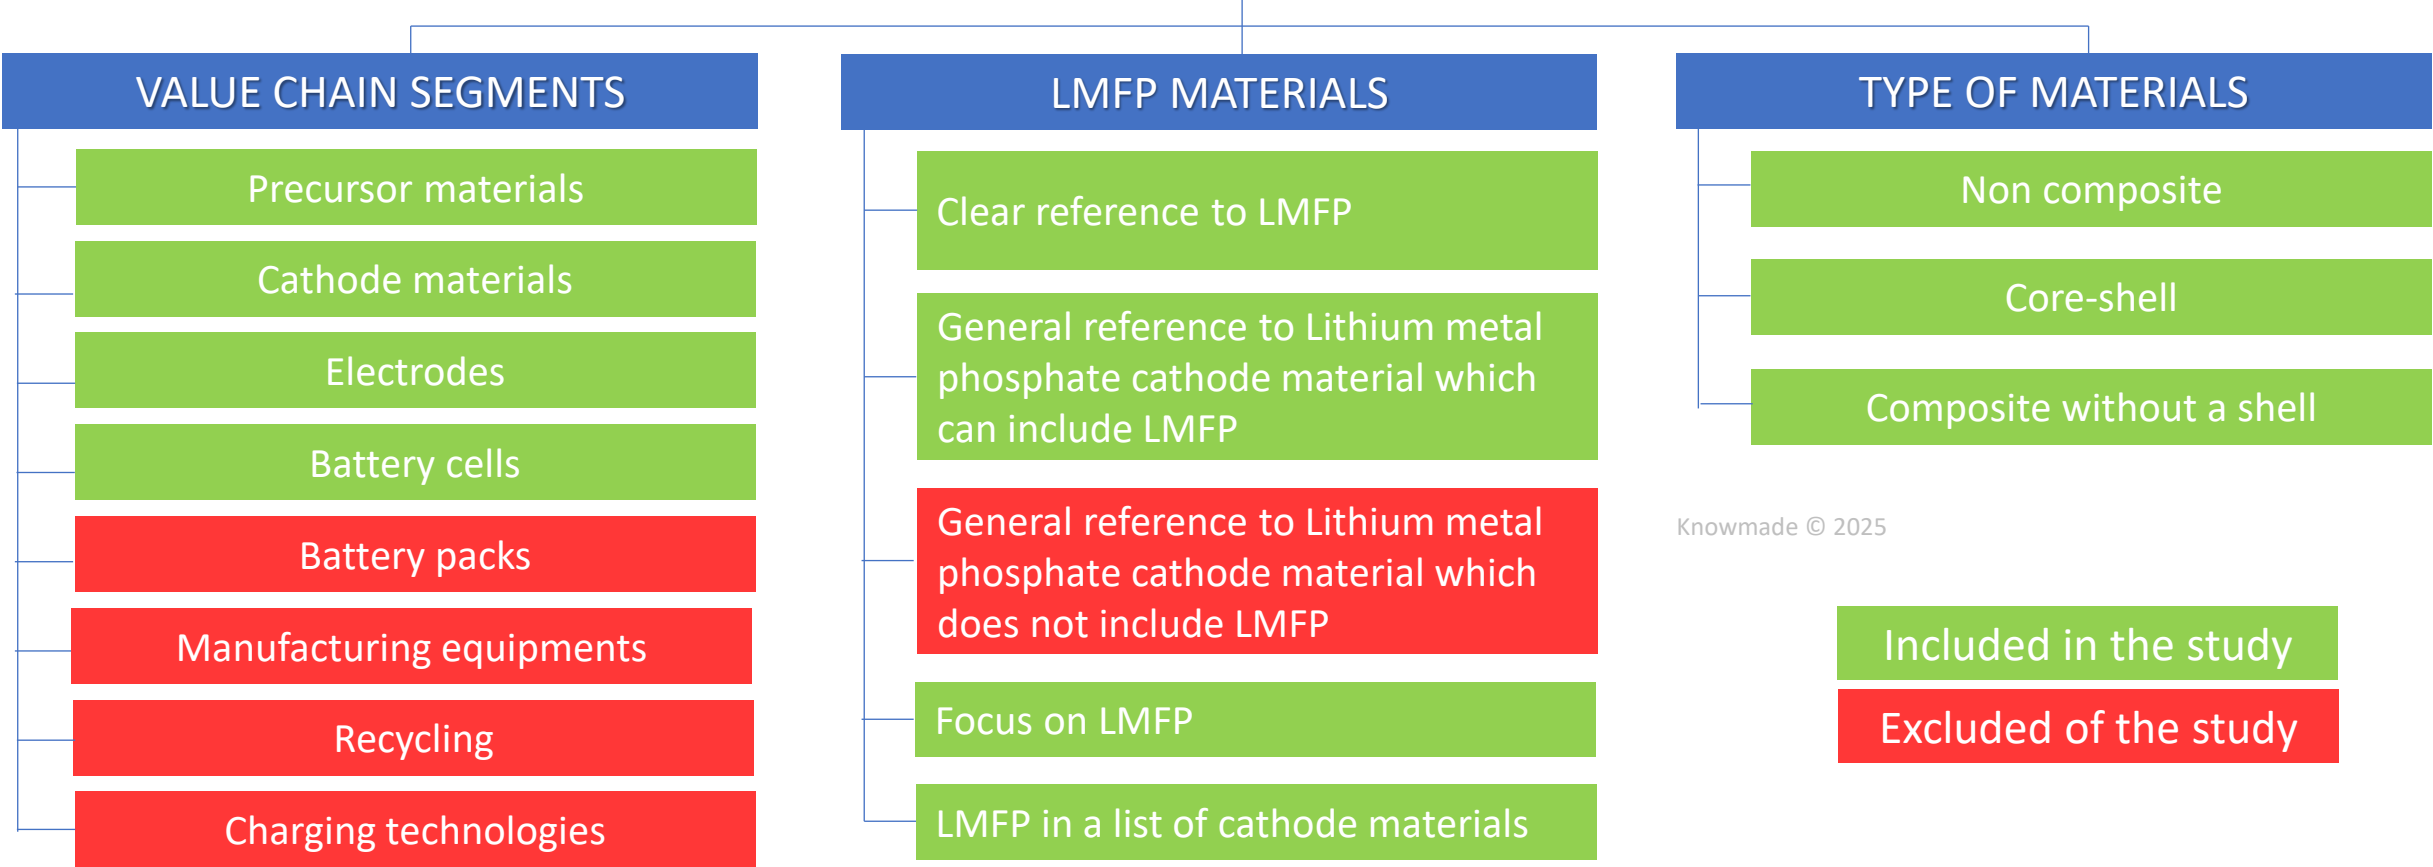 VALUE CHAIN SEGMENTS
Precursor materials
Cathode materials
Electrodes
Battery cells
Battery packs
Manufacturing equipments
Recycling
Charging technologies
LMFP MATERIALS
Clear reference to LMFP
General reference to Lithium metal
phosphate cathode material which
can include LMFP
General reference to Lithium metal
phosphate cathode material which
does not include LMFP
Focus on LMFP
LMFP in a list of cathode materials
TYPE OF MATERIALS
Non composite
Core-shell
Composite without a shell
Knowmade © 2025
Included in the study
Excluded of the study